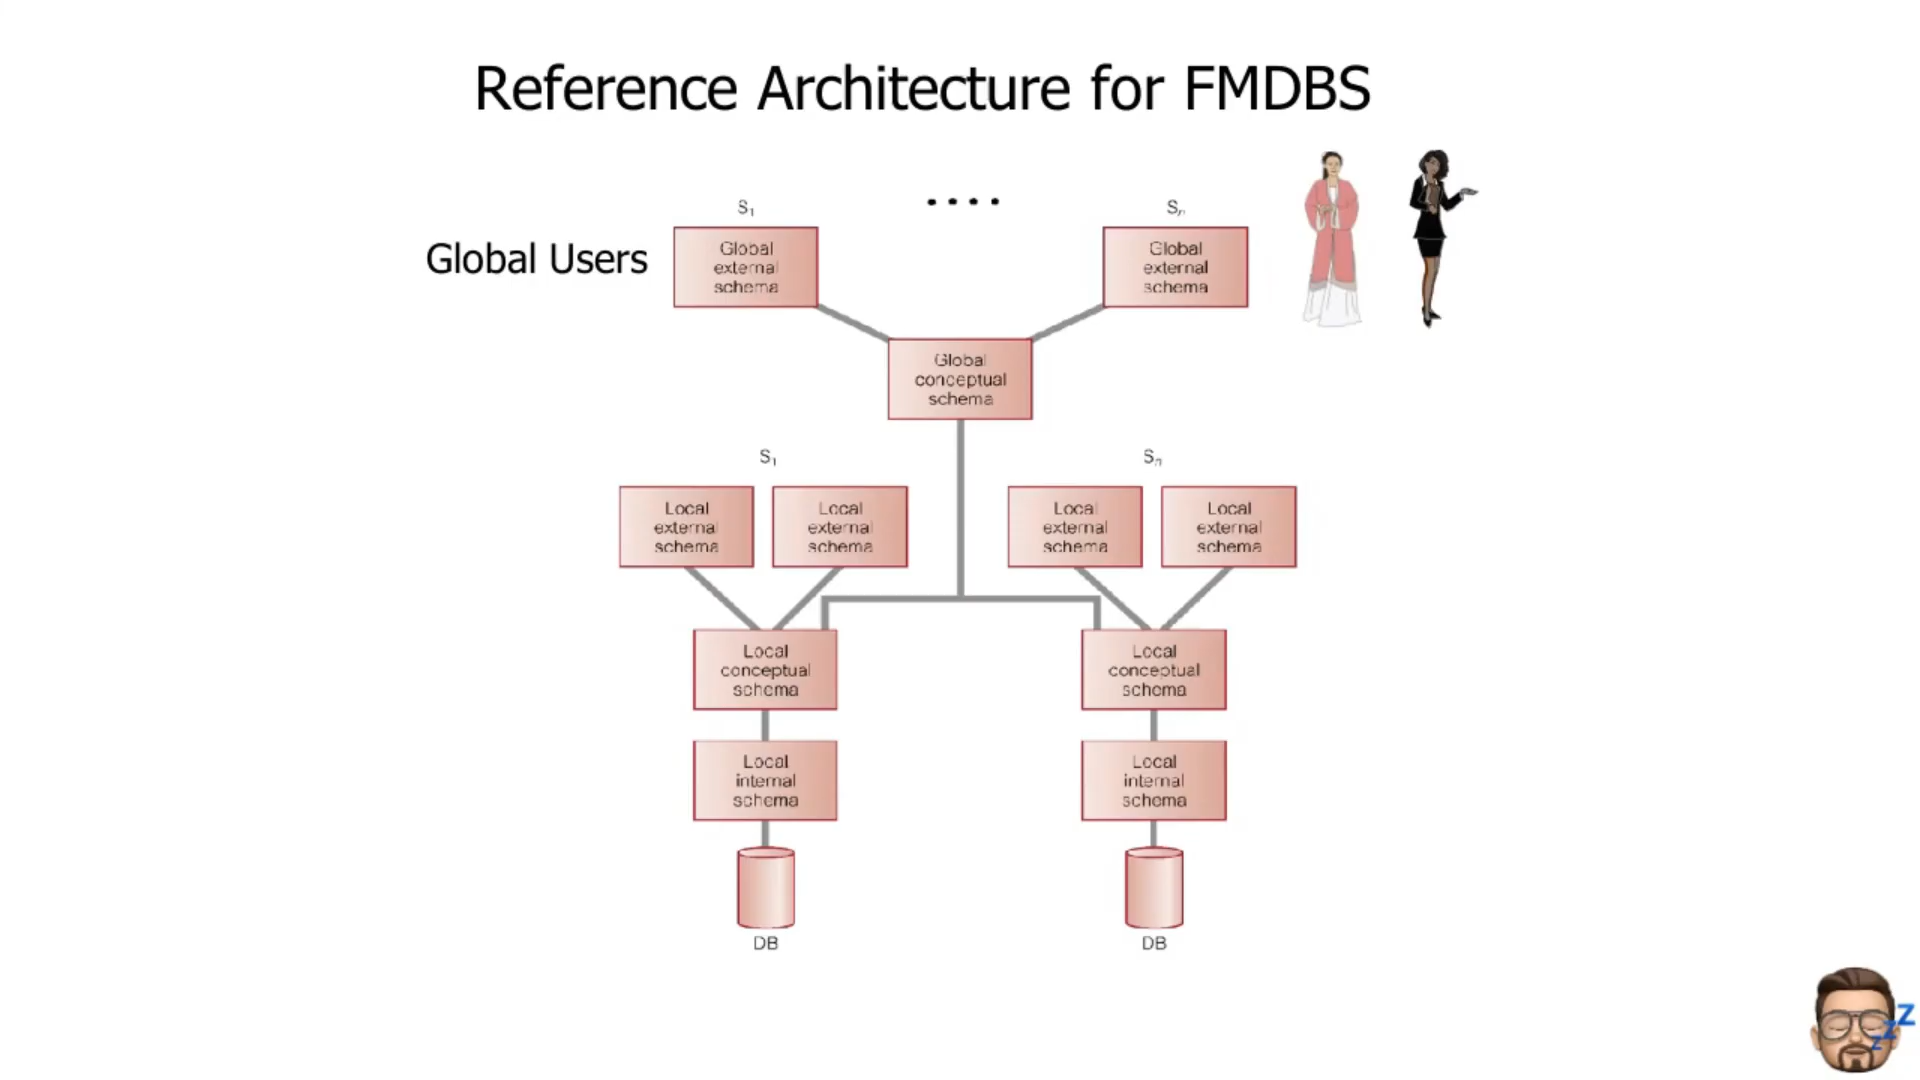 Reference Architecture for FMDBS
S1
....
Sn
Global Users
Global
external
schema
Global
external
schema
Global
conceptual
schema
S1
Sn
Local
external
schema
Local
external
schema
Local
external
schema
Local
external
schema
Local
conceptual
schema
Local
conceptual
schema
Local
internal
schema
Local
internal
schema
DB
DB
z z Z